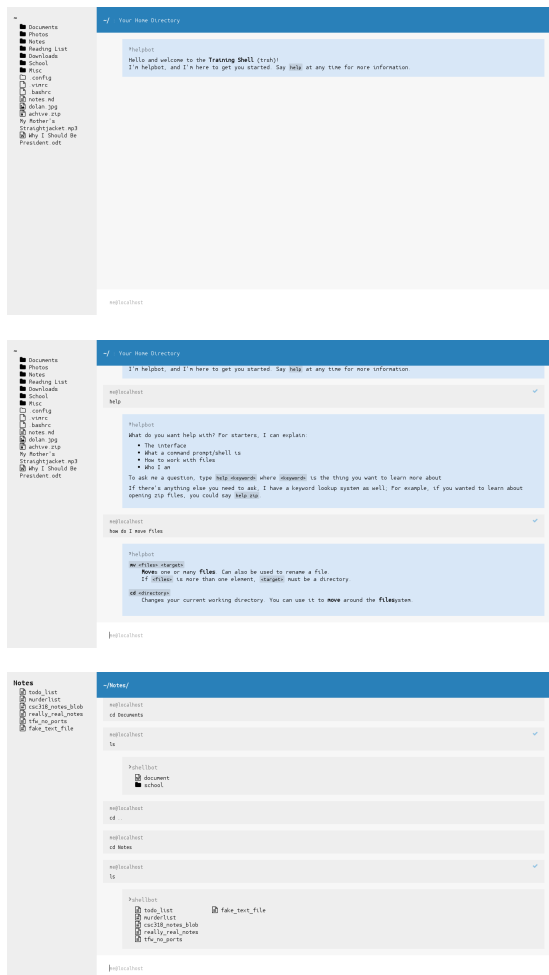 ~
Documents
Photos
Notes
Reading List
Downloads
School
Misc
.config
.vimrc
.bashrc
notes.md
dolan.jpg
achive.zip
My Mother's
Straightjacket.mp3
Why I Should Be
President.odt
~/ Your Home Directory
helpbot
Hello and welcome to the Training Shell (trsh)!
I'm helpbot, and I'm here to get you started. Say help at any time for more information.
me@localhost
~
Documents
Photos
Notes
Reading List
Downloads
School
Misc
.config
.vimrc
.bashrc
notes.md
dolan.jpg
achive.zip
My Mother's
Straightjacket.mp3
Why I Should Be
President.odt
~/ Your Home Directory
I'm helpbot, and I'm here to get you started. Say help at any time for more information.
me@localhost
help
helpbot
What do you want help with? For starters, I can explain:
• The interface
• What a command prompt/shell is
• How to work with files
• Who I am
To ask me a question, type help <keyword> where <keyword> is the thing you want to learn more about
If there's anything else you need to ask, I have a keyword lookup system as well; For example, if you wanted to learn about
opening zip files, you could say help zip.
me@localhost
how do I move files
helpbot
mv <files> <target>
Moves one or many files. Can also be used to rename a file.
If <files> is more than one element, <target> must be a directory
cd <directory>
Changes your current working directory. You can use it to move around the filesystem.
me@localhost
Notes
todo_list
murderlist
csc318_notes_blob
really_real_notes
tfw_no_ports
fake_text_file
~/Notes/
me@localhost
cd Documents
me@localhost
ls
shellbot
document
school
me@localhost
cd ..
me@localhost
cd Notes
me@localhost
ls
shellbot
todo_list fake_text_file
murderlist
csc318_notes_blob
really_real_notes
tfw_no_ports
me@localhost